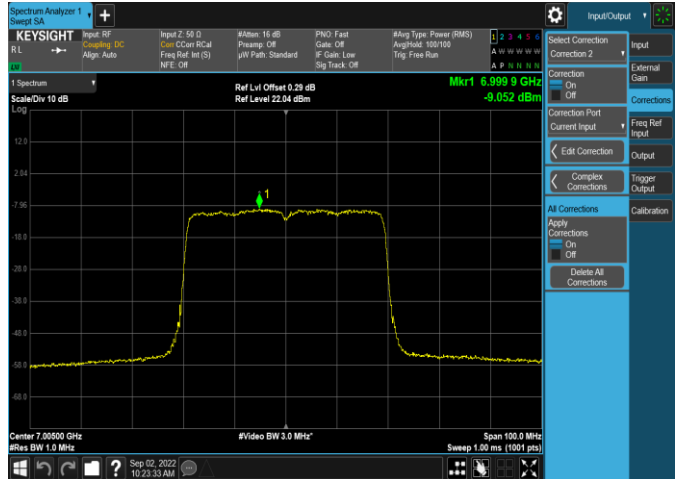 Spectrum Analyzer 1
Swept SA
Input/Output
KEYSIGHT
RL
Input: RF
Coupling: DC
Align: Auto
Input Z: 50 Ω
Corr CCorr RCal
Freq Ref: Int (S)
NFE: Off
#Atten: 16 dB
Preamp: Off
µW Path: Standard
PNO: Fast
Gate: Off
IF Gain: Low
Sig Track: Off
#Avg Type: Power (RMS)
Avg|Hold: 100/100
Trig: Free Run
1 2 3 4 5 6
A W W W W W
A P N N N N
1 Spectrum
Scale/Div 10 dB
Log
Ref Lvl Offset 0.29 dB
Ref Level 22.04 dBm
Mkr1 6.999 9 GHz
-9.052 dBm
12.0
2.04
-7.96
-18.0
-28.0
-38.0
-48.0
-58.0
-68.0
1
Center 7.00500 GHz
#Res BW 1.0 MHz
#Video BW 3.0 MHz*
Span 100.0 MHz
Sweep 1.00 ms (1001 pts)
Sep 02, 2022
10:23:33 AM
Select Correction
Correction 2
Correction
On
Off
Correction Port
Current Input
Edit Correction
Complex
Corrections
All Corrections
Apply
Corrections
On
Off
Delete All
Corrections
Input
External
Gain
Corrections
Freq Ref
Input
Output
Trigger
Output
Calibration